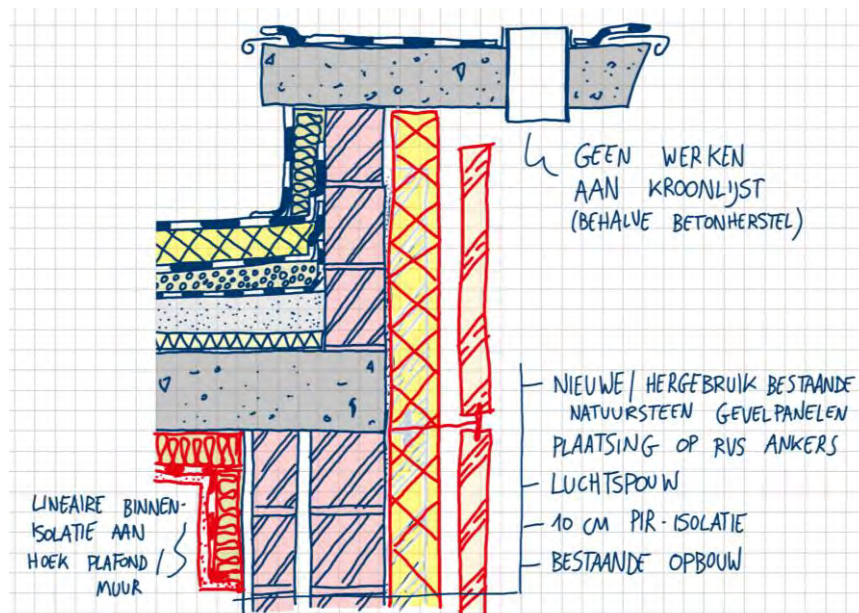 GEEN WERKEN
AAN KROONLIJST
(BEHALVE BETONHERSTEL)
NIEUWE/ HERGEBRUIK BESTAANDE
NATUURSTEEN GEVELPANELEN
PLAATSING OP RVS ANKERS
LUCHTSPOUW
10 CM PIR-ISOLATIE
BESTAANDE OPBOUW
LINEAIRE BINNEN-
ISOLATIE AAN
HOEK PLAFOND
MUUR